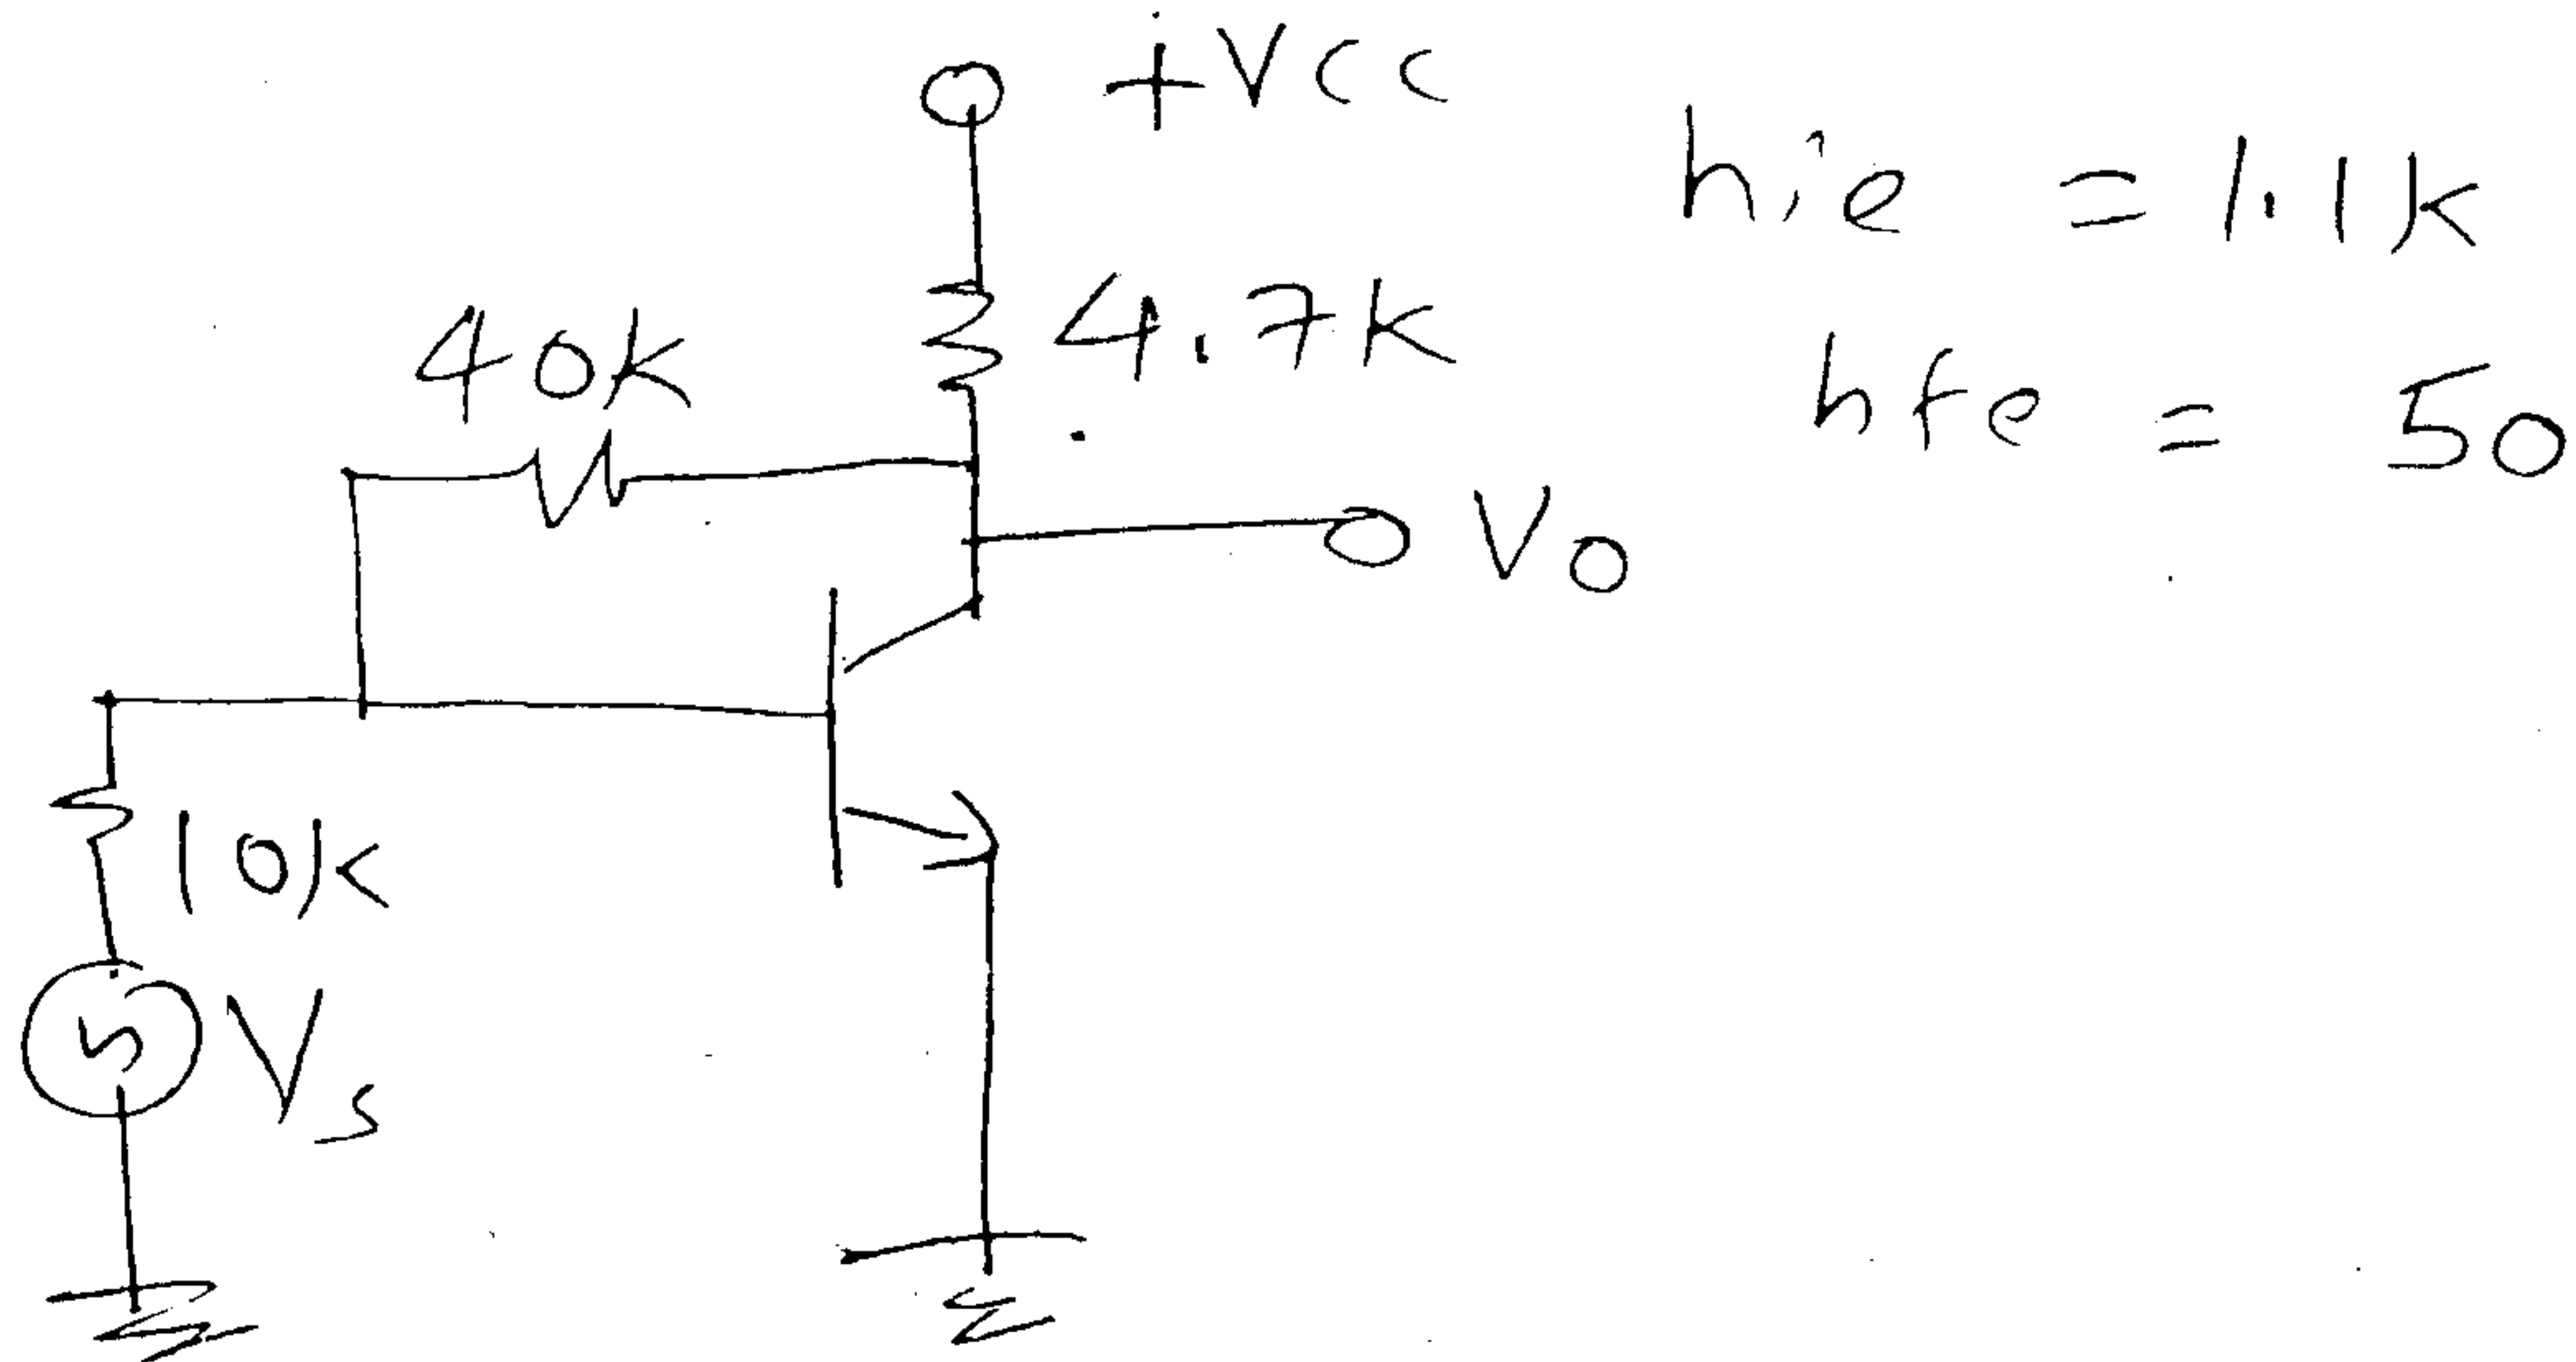 +VCC
hie = 1.1k
4.7k
40k
hfe = 50
Vo
10k
Vs